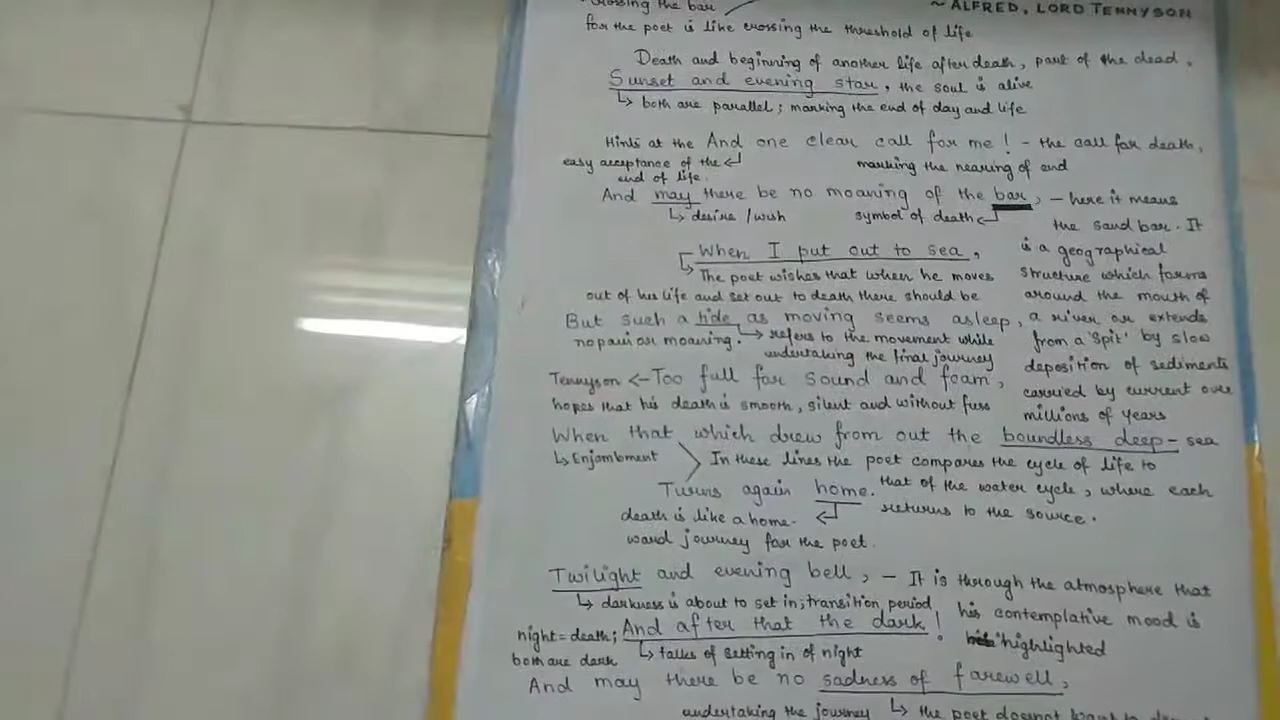 Crossing the bar
~ ALFRED, LORD TENNYSON
for the poet is like crossing the threshold of life
Death and beginning of another life after death, part of the dead.
Sunset and evening star, the soul is alive
↳ both are parallel; marking the end of day and life
Hints at the And one clear call for me! - the call for death,
easy acceptance of the ↲ marking the nearing of end
end of life.
And may there be no moaning of the bar, - here it means
↳ desire / wish symbol of death ↲ the sand bar. It
When I put out to sea, is a geographical
↳ The poet wishes that when he moves structure which forms
out of his life and set out to death there should be around the mouth of
But such a tide as moving seems asleep, a river or extends
no pain or moaning. ↳ refers to the movement while from a 'spit' by slow
undertaking the final journey deposition of sediments
Tennyson ← Too full for sound and foam, carried by current over
hopes that his death is smooth, silent and without fuss millions of years
When that which drew from out the boundless deep - sea
↳ Enjambment In these lines the poet compares the cycle of life to
Turns again home. that of the water cycle, where each
death is like a home- ↲ returns to the source.
ward journey for the poet.
Twilight and evening bell, - It is through the atmosphere that
↳ darkness is about to set in; transition period his contemplative mood is
night = death; And after that the dark! highlighted
both are dark ↳ talks of setting in of night
And may there be no sadness of farewell,
undertaking the journey ↳ the poet doesnot want to